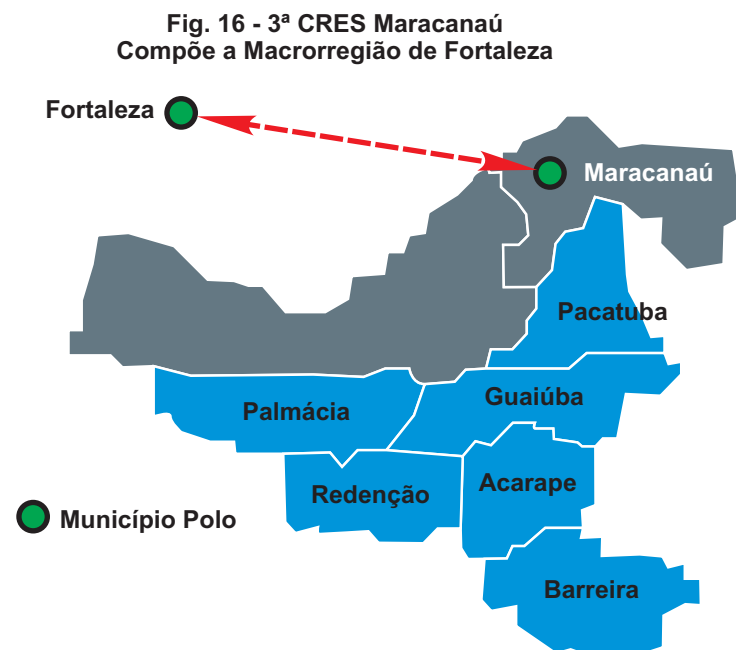 Fig. 16 - 3ª CRES Maracanaú
Compõe a Macrorregião de Fortaleza
Fortaleza
Maracanaú
Pacatuba
Guaiúba
Palmácia
Acarape
Redenção
Município Polo
Barreira